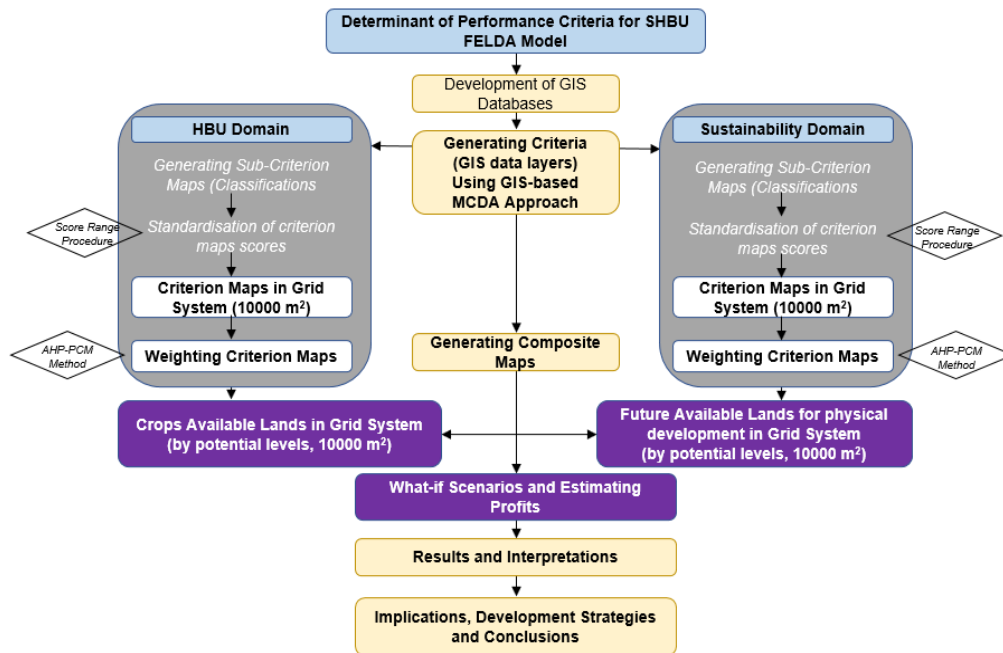 Determinant of Performance Criteria for SHBU
FELDA Model
Development of GIS
Databases
HBU Domain
Generating Sub-Criterion
Maps (Classifications
Score Range
Procedure
Standardisation of criterion
maps scores
Criterion Maps in Grid
System (10000 m²)
AHP-PCM
Method
Weighting Criterion Maps
Generating Criteria
(GIS data layers)
Using GIS-based
MCDA Approach
Generating Composite
Maps
Sustainability Domain
Generating Sub-Criterion
Maps (Classifications
Standardisation of criterion
maps scores
Score Range
Procedure
Criterion Maps in Grid
System (10000 m²)
Weighting Criterion Maps
AHP-PCM
Method
Crops Available Lands in Grid System
(by potential levels, 10000 m²)
Future Available Lands for physical
development in Grid System
(by potential levels, 10000 m²)
What-if Scenarios and Estimating
Profits
Results and Interpretations
Implications, Development Strategies
and Conclusions